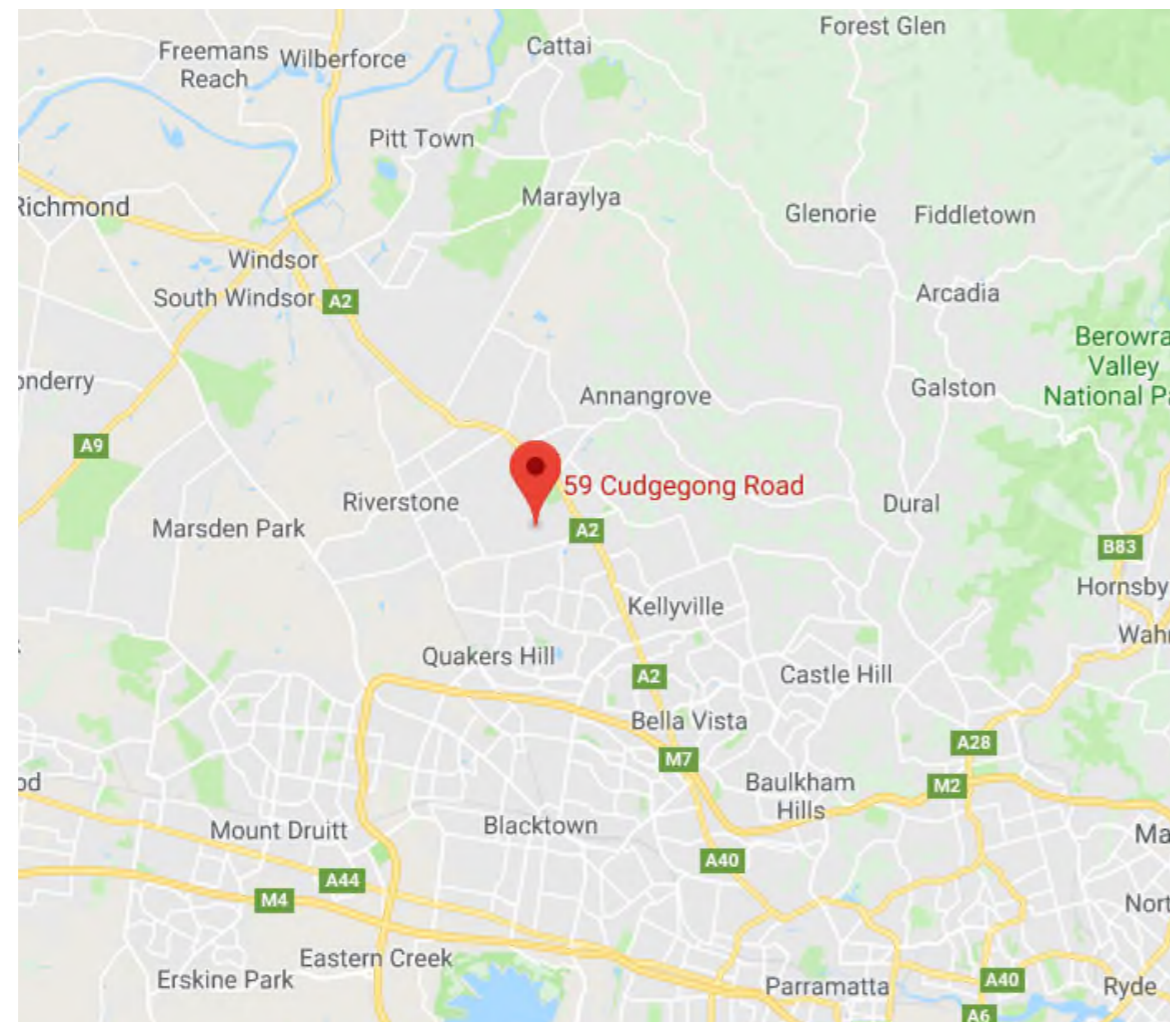 Forest Glen
Cattai
Freemans
Reach
Wilberforce
Pitt Town
Maraylya
Richmond
Glenorie
Fiddletown
Windsor
South Windsor
A2
Arcadia
Berowra
Valley
National Pa
onderry
Annangrove
Galston
A9
59 Cudgegong Road
Riverstone
Dural
Marsden Park
A2
B83
Hornsby
Kellyville
Wahr
Quakers Hill
A2
Castle Hill
Bella Vista
A28
M7
Baulkham
Hills
M2
od
Mount Druitt
Blacktown
Ma
A40
A44
M4
Nort
Eastern Creek
Erskine Park
Parramatta
A40
Ryde
A6